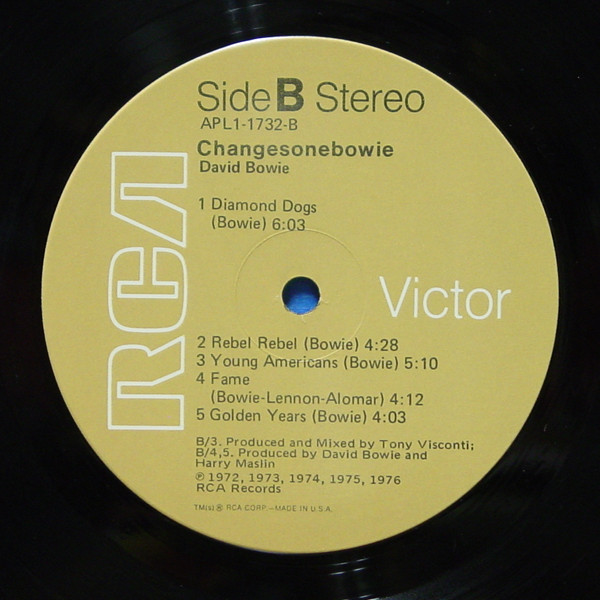 Side B Stereo
APL1-1732-B
Changesonebowie
David Bowie
1 Diamond Dogs
(Bowie) 6:03
RCA
Victor
2 Rebel Rebel (Bowie) 4:28
3 Young Americans (Bowie) 5:10
4 Fame
(Bowie-Lennon-Alomar) 4:12
5 Golden Years (Bowie) 4:03
B/3. Produced and Mixed by Tony Visconti;
B/4,5. Produced by David Bowie and
Harry Maslin
℗ 1972, 1973, 1974, 1975, 1976
RCA Records
TM(s) ® RCA CORP.—MADE IN U.S.A.